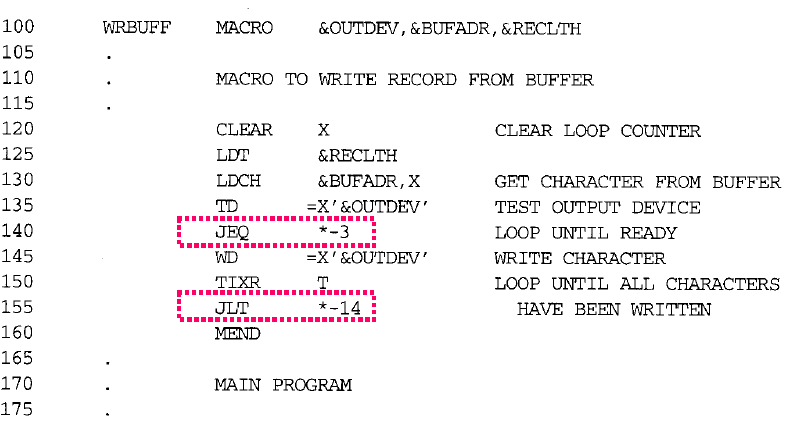 100 WRBUFF MACRO &OUTDEV,&BUFADR,&RECLTH
105 .
110 . MACRO TO WRITE RECORD FROM BUFFER
115 .
120 CLEAR X CLEAR LOOP COUNTER
125 LDT &RECLTH
130 LDCH &BUFADR,X GET CHARACTER FROM BUFFER
135 TD =X'&OUTDEV' TEST OUTPUT DEVICE
140 JEQ *-3 LOOP UNTIL READY
145 WD =X'&OUTDEV' WRITE CHARACTER
150 TIXR T LOOP UNTIL ALL CHARACTERS
155 JLT *-14 HAVE BEEN WRITTEN
160 MEND
165 .
170 . MAIN PROGRAM
175 .